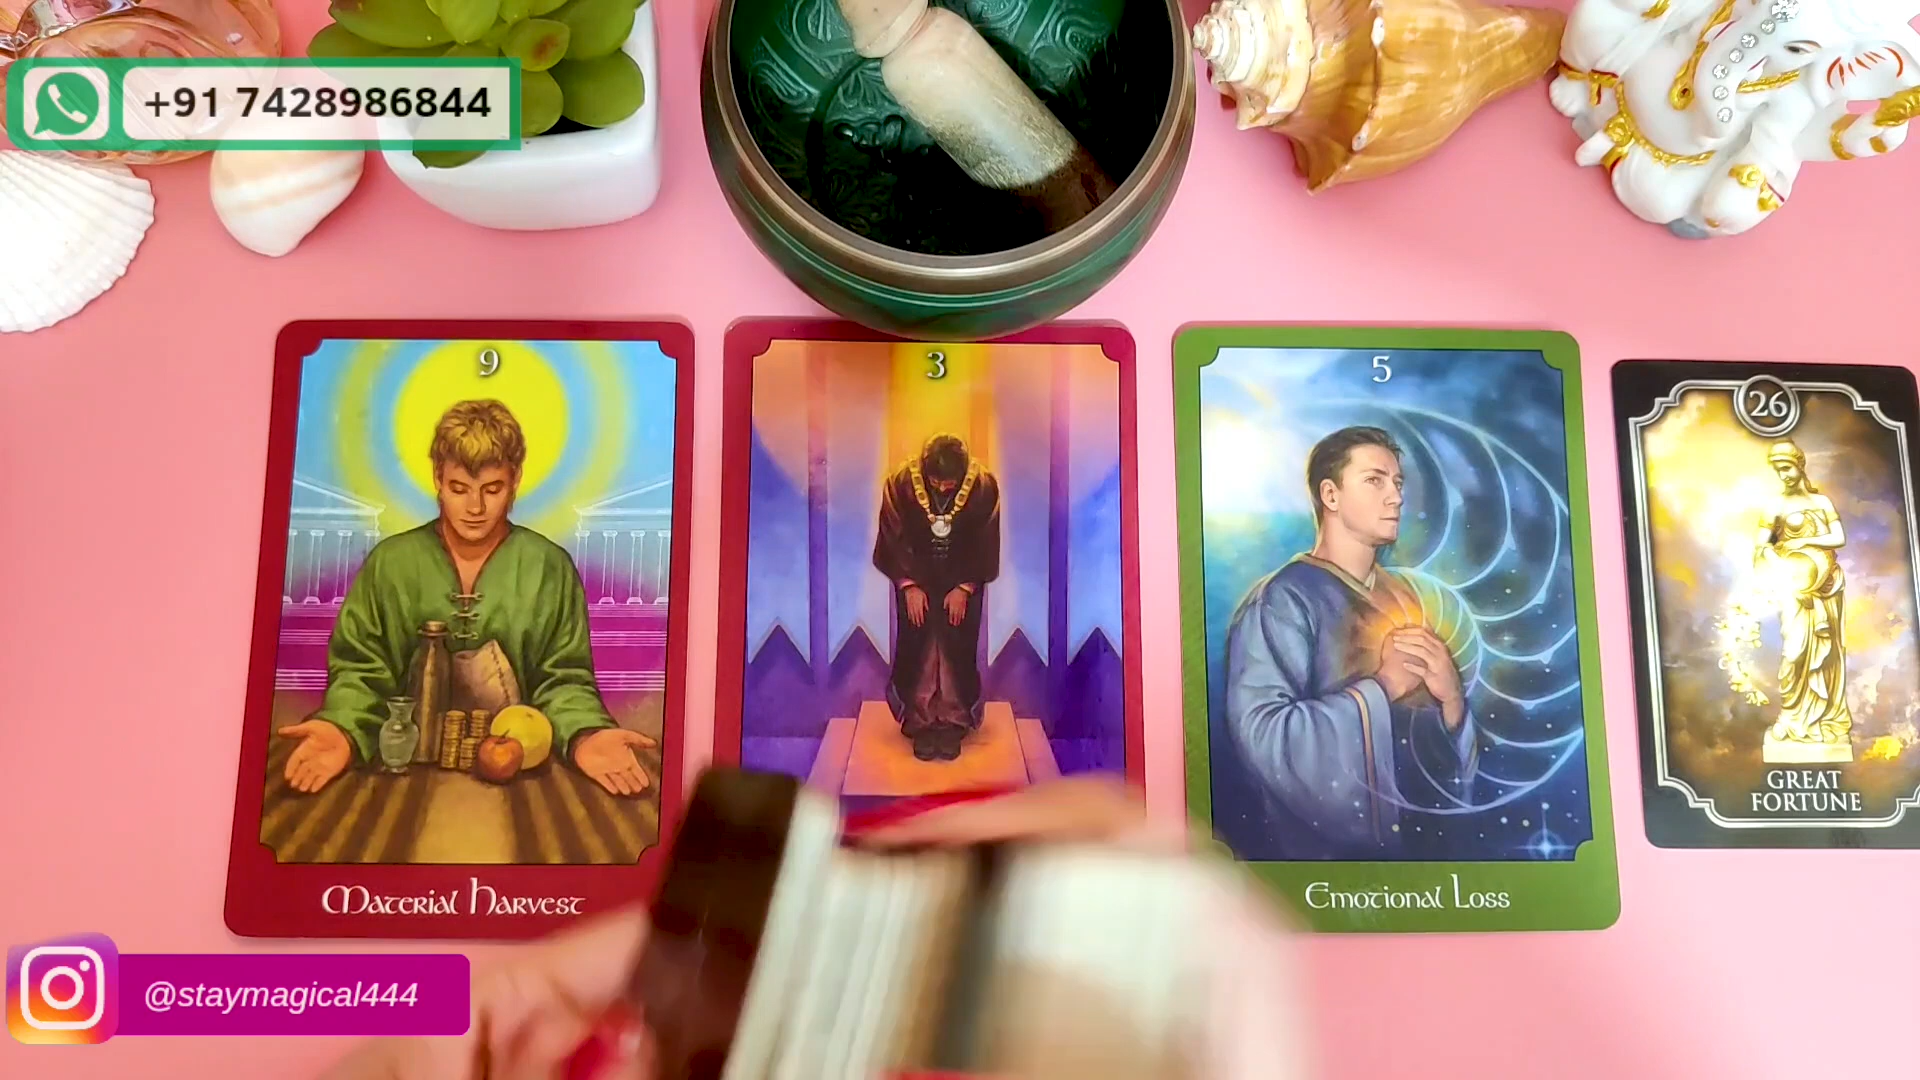 +91 7428986844
9
3
5
26
GREAT
FORTUNE
Material Harvest
Emotional Loss
@staymagical444